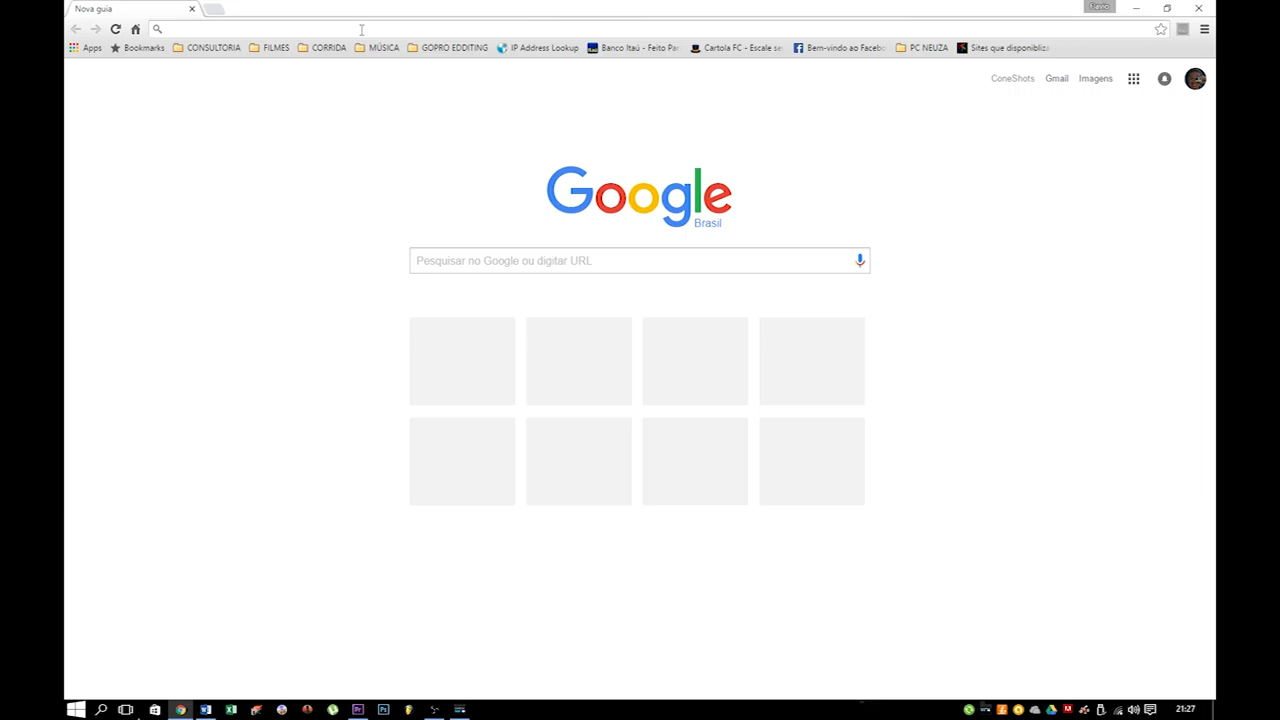 Nova guia
Flavio
Apps Bookmarks CONSULTORIA FILMES CORRIDA MÚSICA GOPRO EDDITING IP Address Lookup Banco Itaú - Feito Pa Cartola FC - Escale se Bem-vindo ao Facebo PC NEUZA Sites que disponibliz
ConeShots Gmail Imagens
Google
Brasil
Pesquisar no Google ou digitar URL
21:27